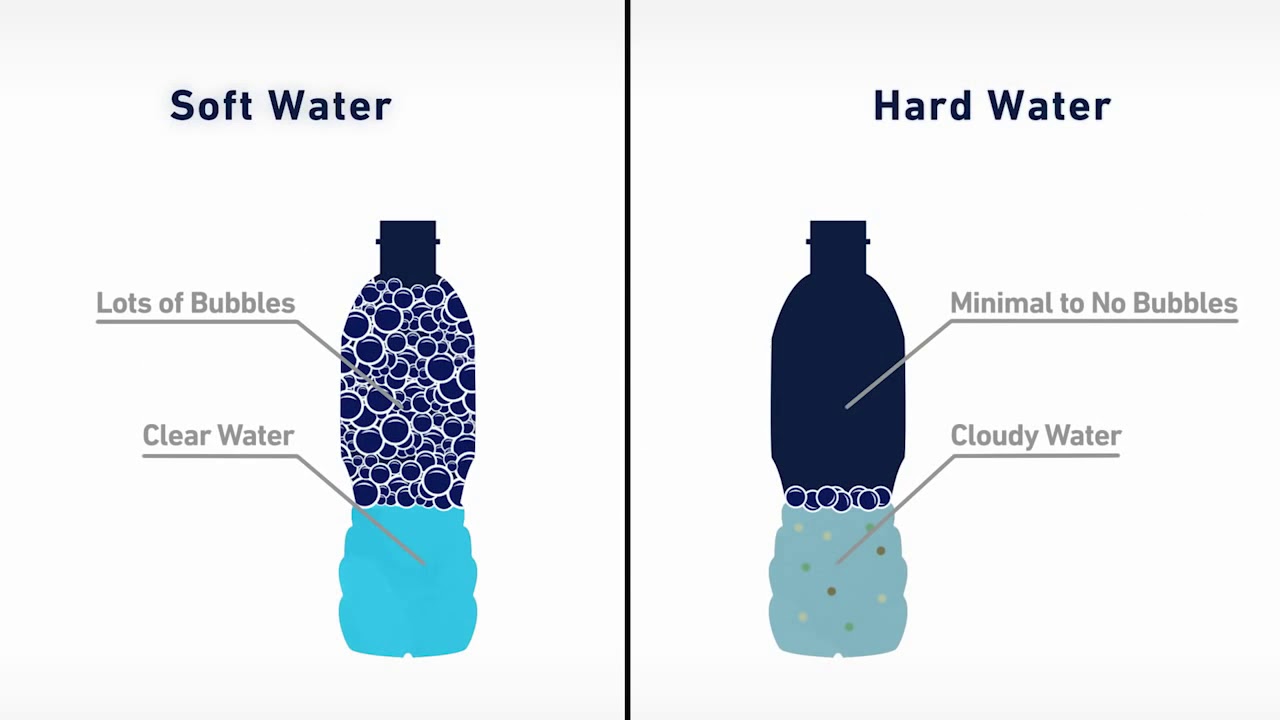 Soft Water
Lots of Bubbles
Clear Water
Hard Water
Minimal to No Bubbles
Cloudy Water